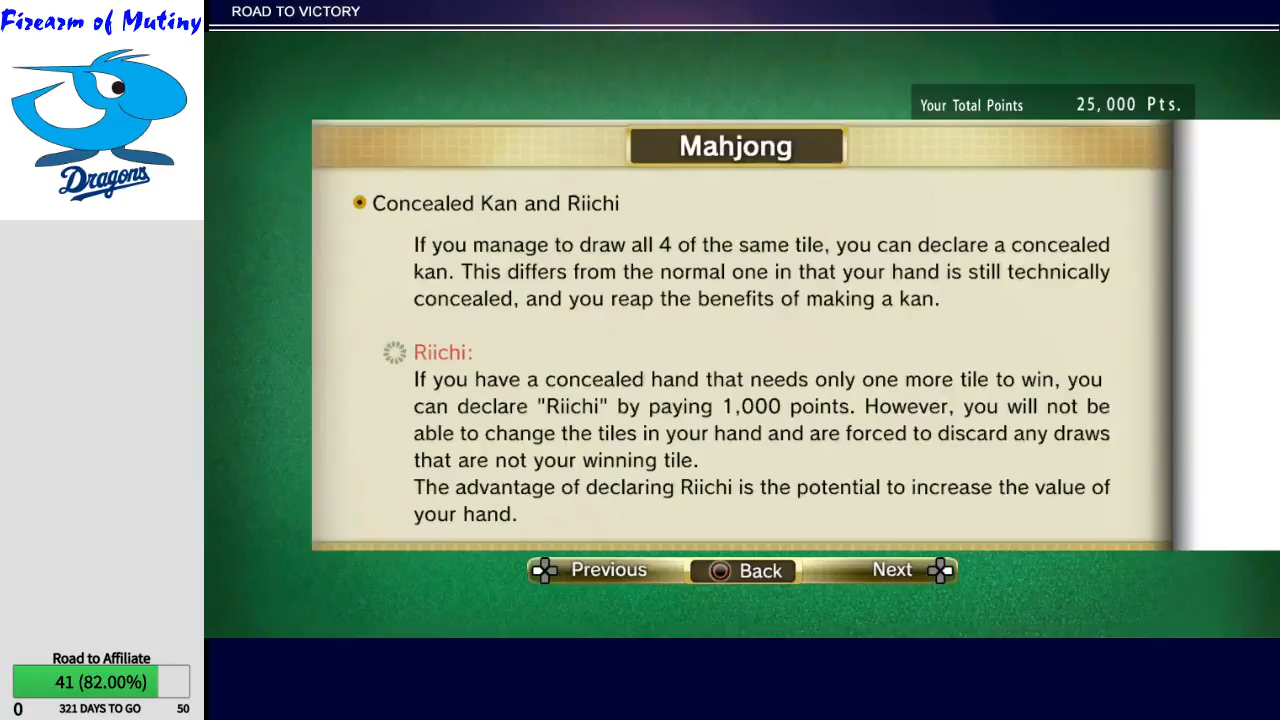 Firearm of Mutiny
Dragons
ROAD TO VICTORY
Your Total Points 25,000 Pts.
Mahjong
Concealed Kan and Riichi
If you manage to draw all 4 of the same tile, you can declare a concealed
kan. This differs from the normal one in that your hand is still technically
concealed, and you reap the benefits of making a kan.
Riichi:
If you have a concealed hand that needs only one more tile to win, you
can declare "Riichi" by paying 1,000 points. However, you will not be
able to change the tiles in your hand and are forced to discard any draws
that are not your winning tile.
The advantage of declaring Riichi is the potential to increase the value of
your hand.
Previous Back Next
Road to Affiliate
41 (82.00%)
0 321 DAYS TO GO 50